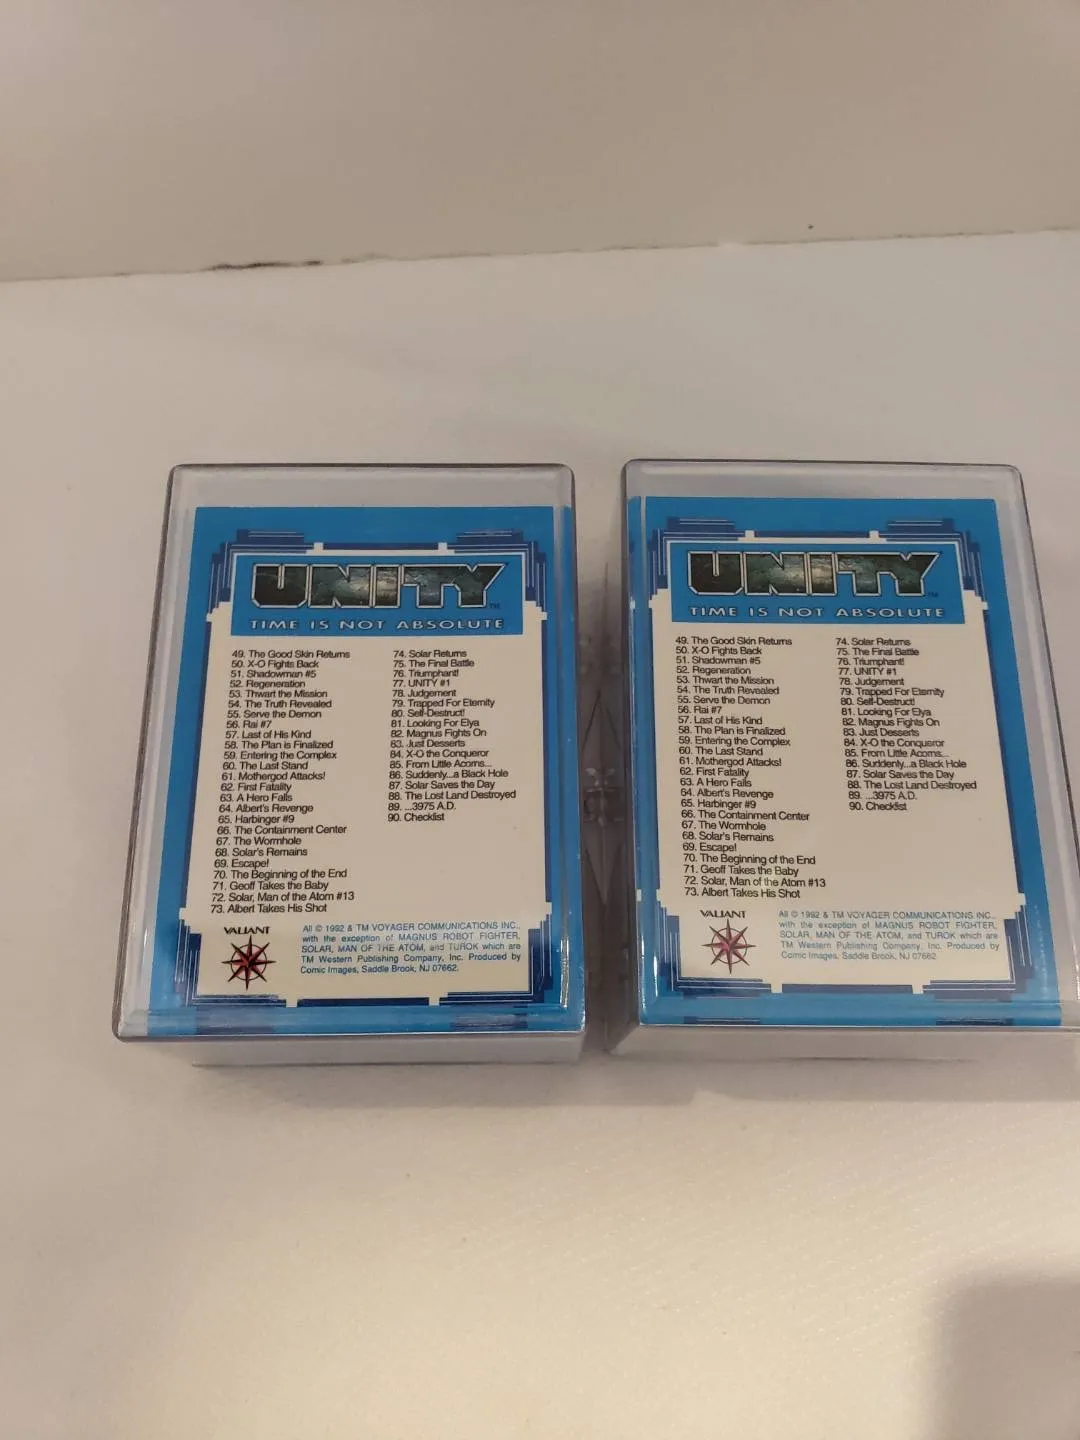 UNITY™
TIME IS NOT ABSOLUTE
49. The Good Skin Returns
50. X-O Fights Back
51. Shadowman #5
52. Regeneration
53. Thwart the Mission
54. The Truth Revealed
55. Serve the Demon
56. Rai #7
57. Last of His Kind
58. The Plan is Finalized
59. Entering the Complex
60. The Last Stand
61. Mothergod Attacks!
62. First Fatality
63. A Hero Falls
64. Albert's Revenge
65. Harbinger #9
66. The Containment Center
67. The Wormhole
68. Solar's Remains
69. Escape!
70. The Beginning of the End
71. Geoff Takes the Baby
72. Solar, Man of the Atom #13
73. Albert Takes His Shot
74. Solar Returns
75. The Final Battle
76. Triumphant!
77. UNITY #1
78. Judgement
79. Trapped For Eternity
80. Self-Destruct!
81. Looking For Elya
82. Magnus Fights On
83. Just Desserts
84. X-O the Conqueror
85. From Little Acorns...
86. Suddenly...a Black Hole
87. Solar Saves the Day
88. The Lost Land Destroyed
89. ...3975 A.D.
90. Checklist
VALIANT
All © 1992 & TM VOYAGER COMMUNICATIONS INC.,
with the exception of MAGNUS ROBOT FIGHTER,
SOLAR, MAN OF THE ATOM, and TUROK which are
TM Western Publishing Company, Inc. Produced by
Comic Images, Saddle Brook, NJ 07662.
UNITY™
TIME IS NOT ABSOLUTE
49. The Good Skin Returns
50. X-O Fights Back
51. Shadowman #5
52. Regeneration
53. Thwart the Mission
54. The Truth Revealed
55. Serve the Demon
56. Rai #7
57. Last of His Kind
58. The Plan is Finalized
59. Entering the Complex
60. The Last Stand
61. Mothergod Attacks!
62. First Fatality
63. A Hero Falls
64. Albert's Revenge
65. Harbinger #9
66. The Containment Center
67. The Wormhole
68. Solar's Remains
69. Escape!
70. The Beginning of the End
71. Geoff Takes the Baby
72. Solar, Man of the Atom #13
73. Albert Takes His Shot
74. Solar Returns
75. The Final Battle
76. Triumphant!
77. UNITY #1
78. Judgement
79. Trapped For Eternity
80. Self-Destruct!
81. Looking For Elya
82. Magnus Fights On
83. Just Desserts
84. X-O the Conqueror
85. From Little Acorns...
86. Suddenly...a Black Hole
87. Solar Saves the Day
88. The Lost Land Destroyed
89. ...3975 A.D.
90. Checklist
VALIANT
All © 1992 & TM VOYAGER COMMUNICATIONS INC.,
with the exception of MAGNUS ROBOT FIGHTER,
SOLAR, MAN OF THE ATOM, and TUROK which are
TM Western Publishing Company, Inc. Produced by
Comic Images, Saddle Brook, NJ 07662.